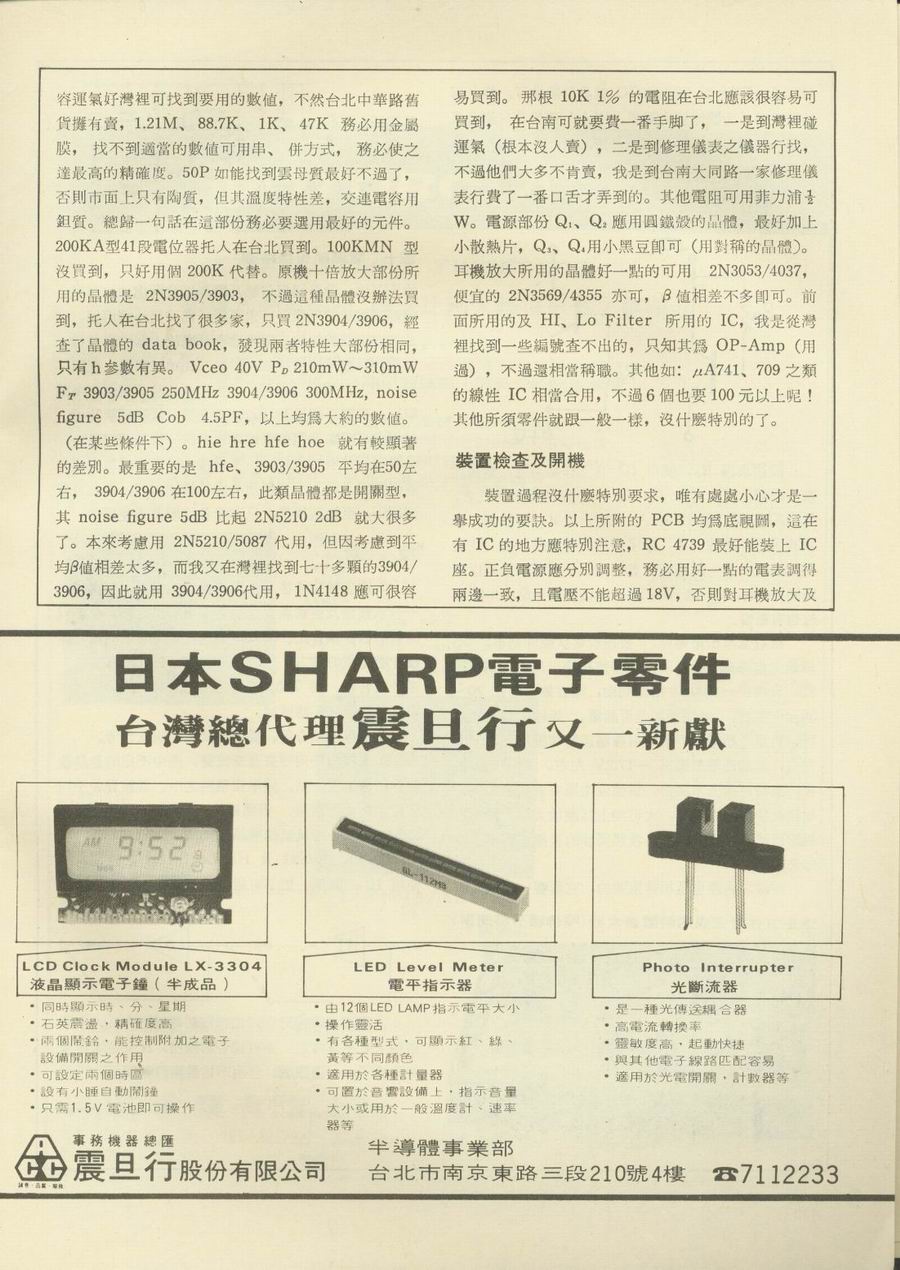 容運氣好灣裡可找到要用的數値，不然台北中華路舊
貨攤有賣，1.21M、 88.7K、 1K、 47K 務必用金屬
膜， 找不到適當的數値可用串、 併方式， 務必使之
達最高的精確度。50P 如能找到雲母質最好不過了，
否則市面上只有陶質，但其溫度特性差，交連電容用
鉭質。總歸一句話在這部份務必要選用最好的元件。
200KA型41段電位器托人在台北買到。100KMN 型
沒買到，只好用個 200K 代替。原機十倍放大部份所
用的晶體是 2N3905/3903， 不過這種晶體沒辦法買
到，托人在台北找了很多家，只買 2N3904/3906，經
查了晶體的 data book，發現兩者特性大部份相同，
只有h參數有異。 Vceo 40V PD 210mW～310mW
FT 3903/3905 250MHz 3904/3906 300MHz, noise
figure 5dB Cob 4.5PF，以上均爲大約的數値。
（在某些條件下）。hie hre hfe hoe 就有較顯著
的差別。最重要的是 hfe、3903/3905 平均在50左
右， 3904/3906 在100左右，此類晶體都是開關型，
其 noise figure 5dB 比起 2N5210 2dB 就大很多
了。本來考慮用 2N5210/5087 代用，但因考慮到平
均β値相差太多，而我又在灣裡找到七十多顆的3904/
3906，因此就用 3904/3906代用， 1N4148 應可很容
易買到。 那根 10K 1% 的電阻在台北應該很容易可
買到， 在台南可就要費一番手脚了， 一是到灣裡碰
運氣（根本沒人賣），二是到修理儀表之儀器行找，
不過他們大多不肯賣，我是到台南大同路一家修理儀
表行費了一番口舌才弄到的。其他電阻可用菲力浦
W。電源部份 Q₁、Q₂ 應用圓鐵殼的晶體，最好加上
小散熱片，Q₃、Q₄用小黑豆卽可（用對稱的晶體）。
耳機放大所用的晶體好一點的可用 2N3053/4037，
便宜的 2N3569/4355 亦可，β値相差不多卽可。前
面所用的及 HI、Lo Filter 所用的 IC，我是從灣
裡找到一些編號查不出的，只知其爲 OP-Amp（用
過），不過還相當稱職。其他如：μA741、709 之類
的線性 IC 相當合用，不過6個也要100元以上呢！
其他所須零件就跟一般一樣，沒什麼特別的了。
裝置檢查及開機
裝置過程沒什麼特別要求，唯有處處小心才是一
擧成功的要訣。以上所附的 PCB 均爲底視圖，這在
有 IC 的地方應特別注意，RC 4739 最好能裝上 IC
座。正負電源應分別調整，務必用好一點的電表調得
兩邊一致，且電壓不能超過18V，否則對耳機放大及
日本SHARP電子零件
台灣總代理震旦行又一新獻
AM 9:52
GL-112M9
LCD Clock Module LX-3304
液晶顯示電子鐘（半成品）
• 同時顯示時、分、星期
• 石英震盪，精確度高
• 兩個鬧鈴，能控制附加之電子
設備開關之作用
• 可設定兩個時區
• 設有小睡自動鬧鐘
• 只需1.5V 電池即可操作
LED Level Meter
電平指示器
• 由12個LED LAMP指示電平大小
• 操作靈活
• 有各種型式，可顯示紅、綠、
黃等不同顏色
• 適用於各種計量器
• 可置於音響設備上，指示音量
大小或用於一般溫度計、速率
器等
Photo Interrupter
光斷流器
• 是一種光傳送耦合器
• 高電流轉換率
• 靈敏度高，起動快捷
• 與其他電子線路匹配容易
• 適用於光電開關，計數器等
事務機器總匯
震旦行股份有限公司
半導體事業部
台北市南京東路三段210號4樓 ☎7112233